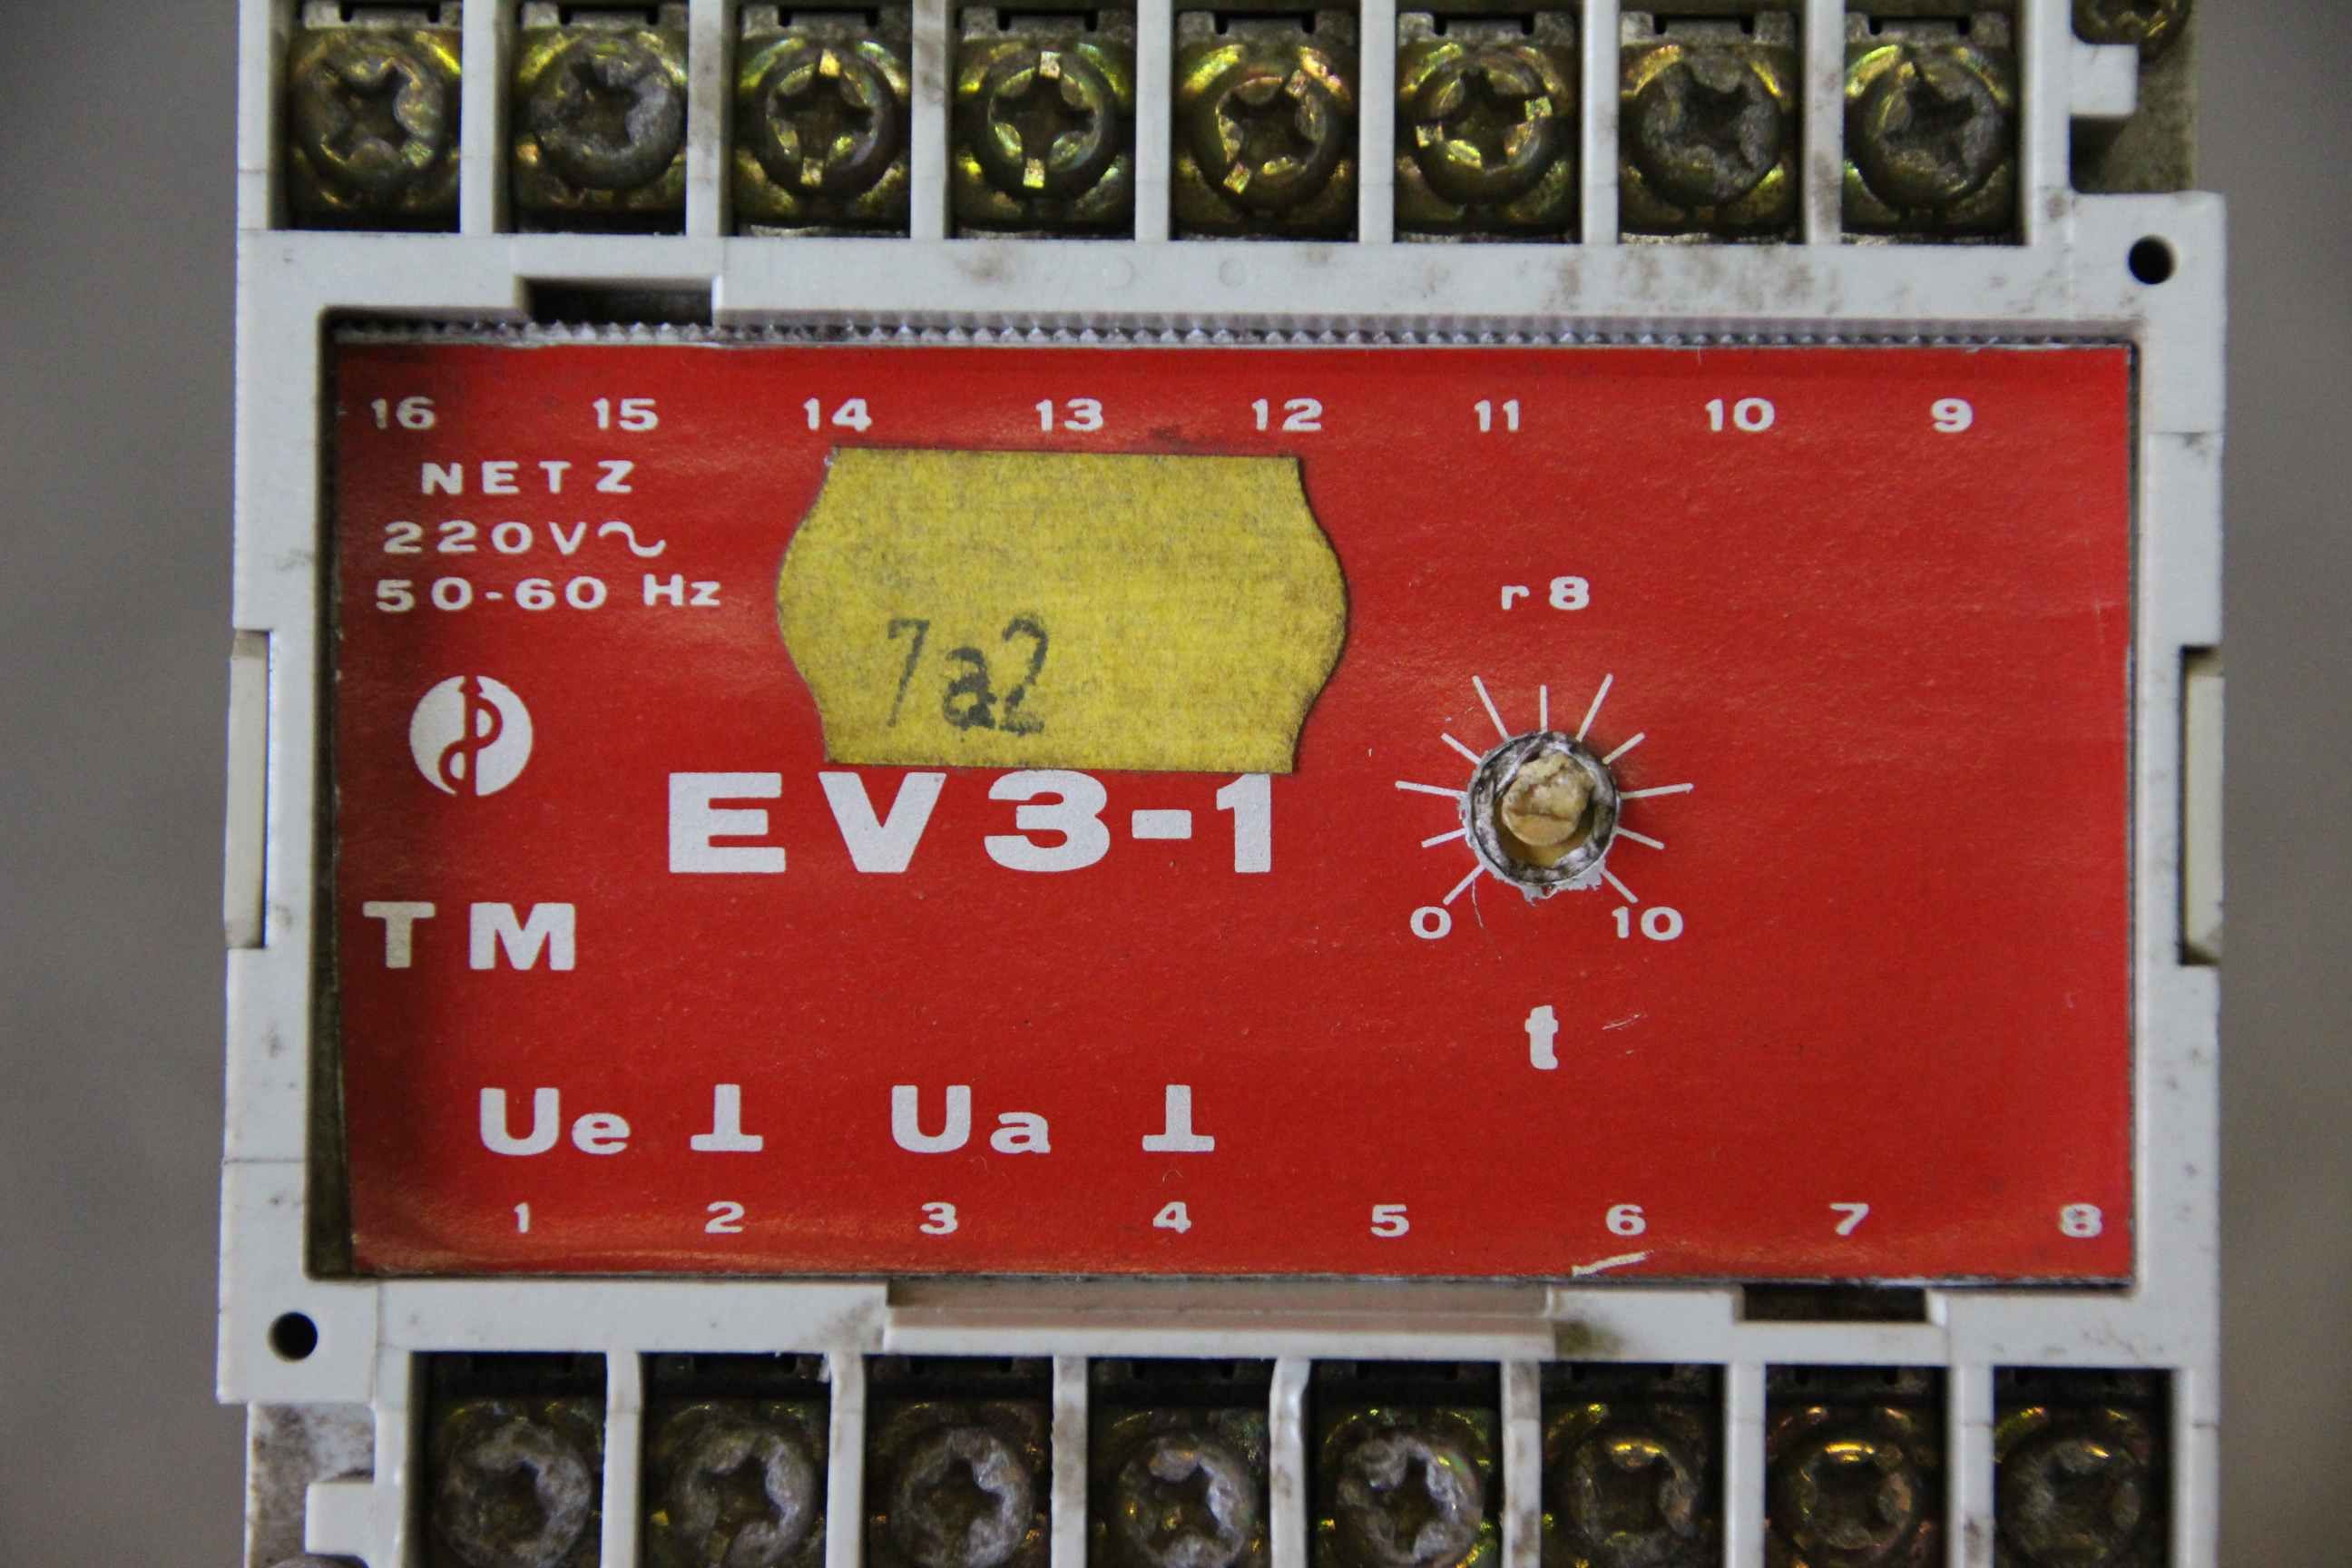 16 15 14 13 12 11 10 9
NETZ
220V~
50-60 Hz
7a2
r8
EV3-1
0 10
TM
t
Ue ⊥ Ua ⊥
1 2 3 4 5 6 7 8